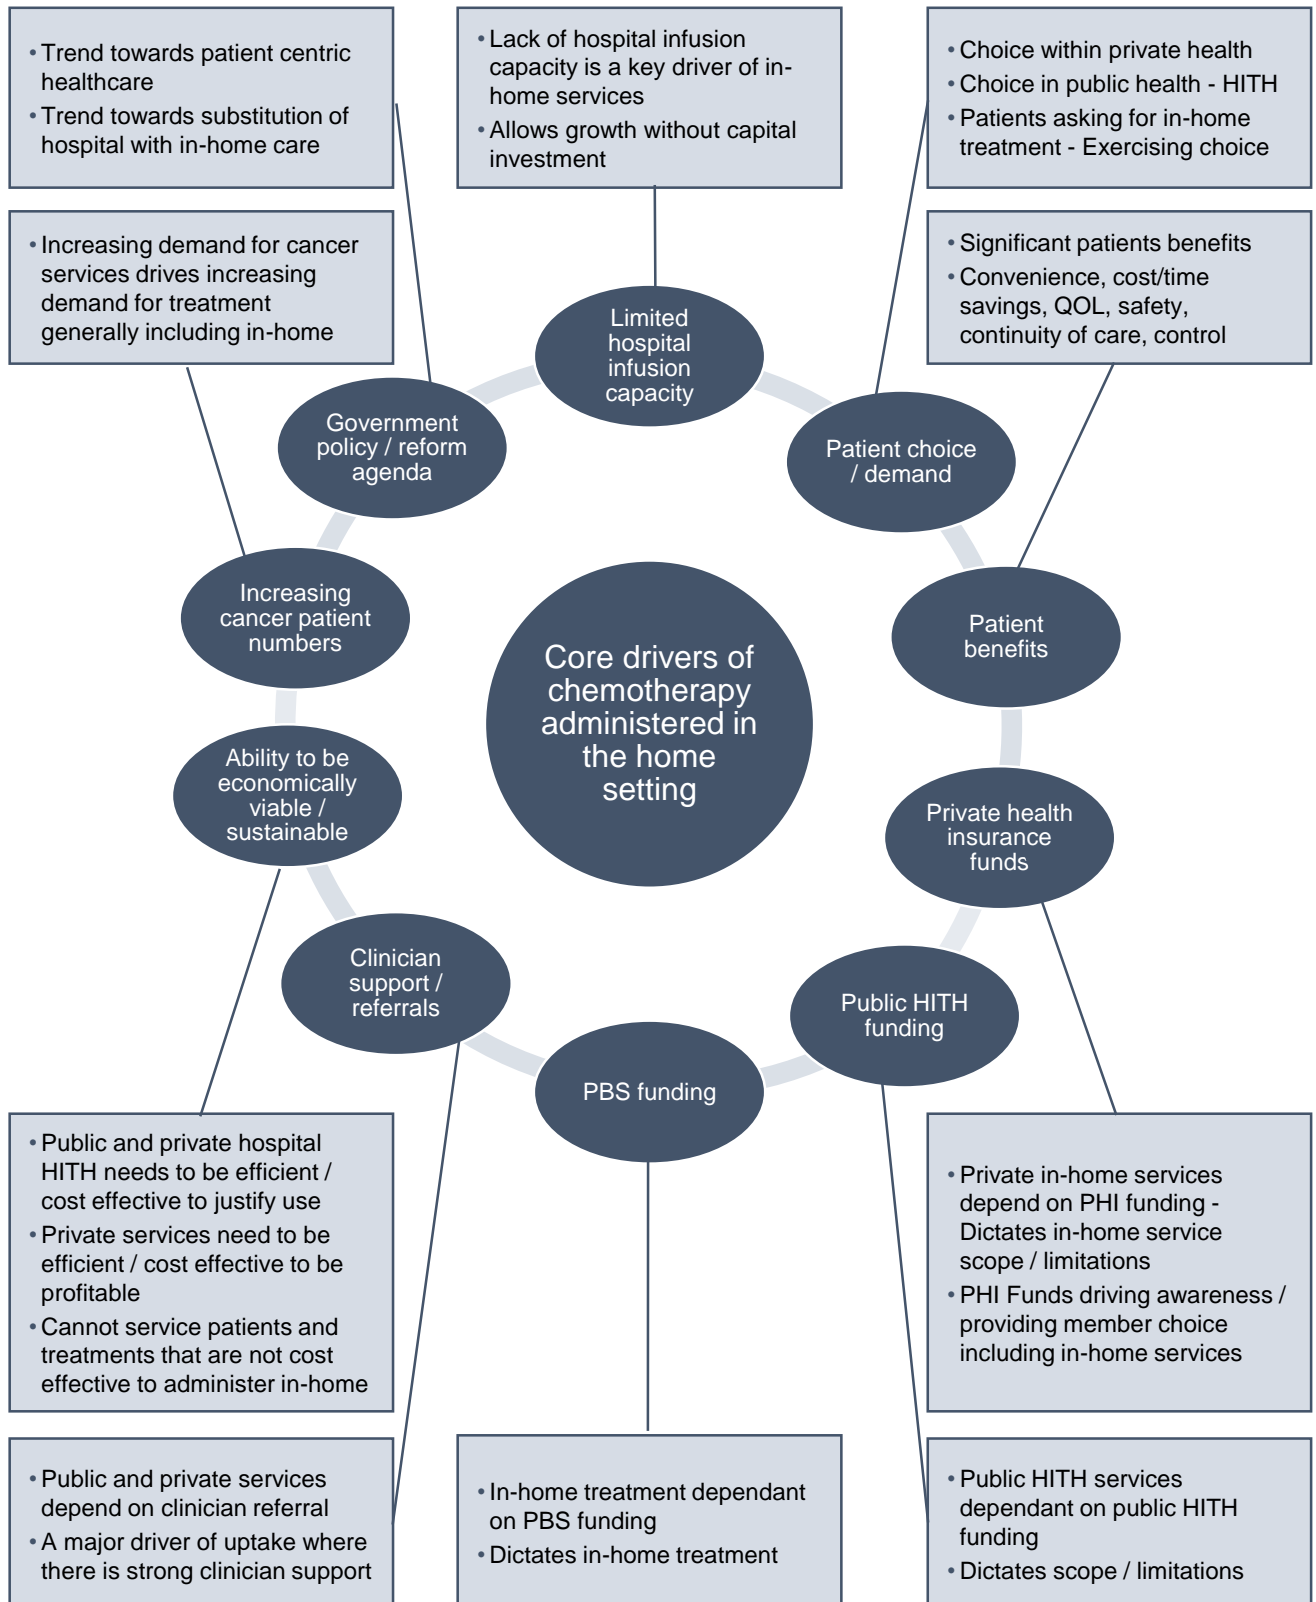 • Trend towards patient centric
healthcare
• Trend towards substitution of
hospital with in-home care
• Lack of hospital infusion
capacity is a key driver of in-
home services
• Allows growth without capital
investment
• Choice within private health
• Choice in public health - HITH
• Patients asking for in-home
treatment - Exercising choice
• Increasing demand for cancer
services drives increasing
demand for treatment
generally including in-home
• Significant patients benefits
• Convenience, cost/time
savings, QOL, safety,
continuity of care, control
Limited
hospital
infusion
capacity
Government
policy / reform
agenda
Patient choice
/ demand
Increasing
cancer patient
numbers
Patient
benefits
Core drivers of
chemotherapy
administered in
the home
setting
Ability to be
economically
viable /
sustainable
Private health
insurance
funds
Clinician
support /
referrals
Public HITH
funding
PBS funding
• Public and private hospital
HITH needs to be efficient /
cost effective to justify use
• Private services need to be
efficient / cost effective to be
profitable
• Cannot service patients and
treatments that are not cost
effective to administer in-home
• Private in-home services
depend on PHI funding -
Dictates in-home service
scope / limitations
• PHI Funds driving awareness /
providing member choice
including in-home services
• Public and private services
depend on clinician referral
• A major driver of uptake where
there is strong clinician support
• In-home treatment dependant
on PBS funding
• Dictates in-home treatment
• Public HITH services
dependant on public HITH
funding
• Dictates scope / limitations